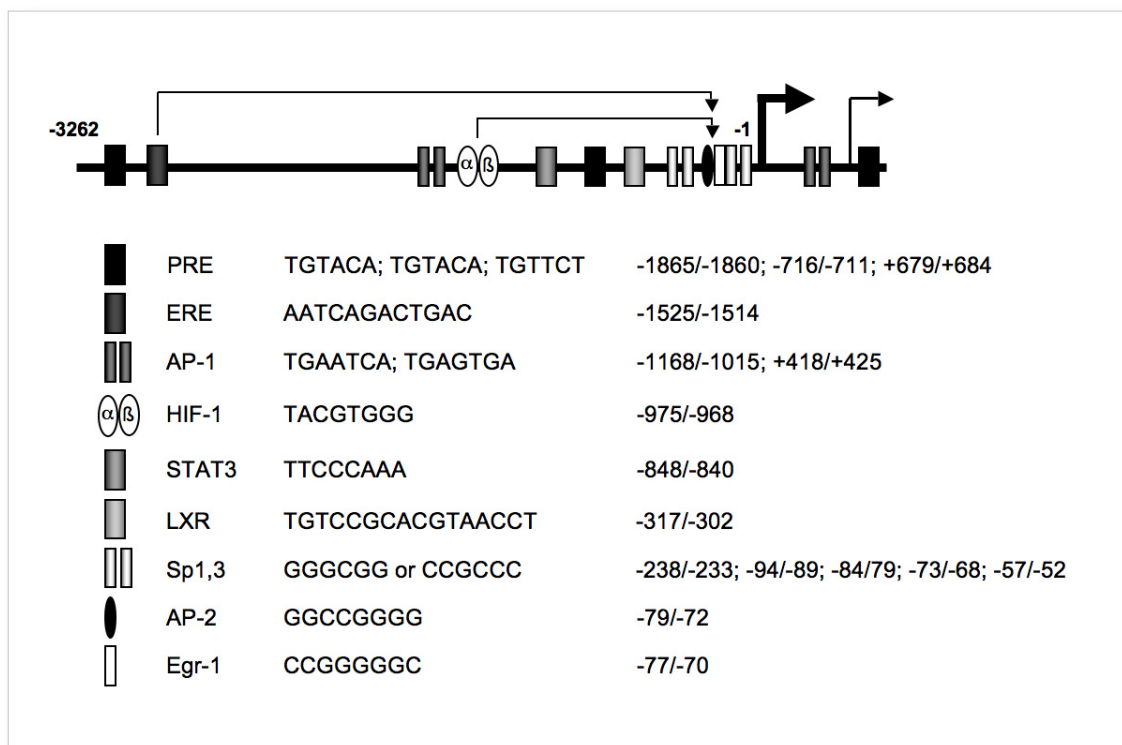 -3262
-1
α ß
PRE TGTACA; TGTACA; TGTTCT -1865/-1860; -716/-711; +679/+684
ERE AATCAGACTGAC -1525/-1514
AP-1 TGAATCA; TGAGTGA -1168/-1015; +418/+425
α ß HIF-1 TACGTGGG -975/-968
STAT3 TTCCCAAA -848/-840
LXR TGTCCGCACGTAACCT -317/-302
Sp1,3 GGGCGG or CCGCCC -238/-233; -94/-89; -84/79; -73/-68; -57/-52
AP-2 GGCCGGGG -79/-72
Egr-1 CCGGGGGC -77/-70